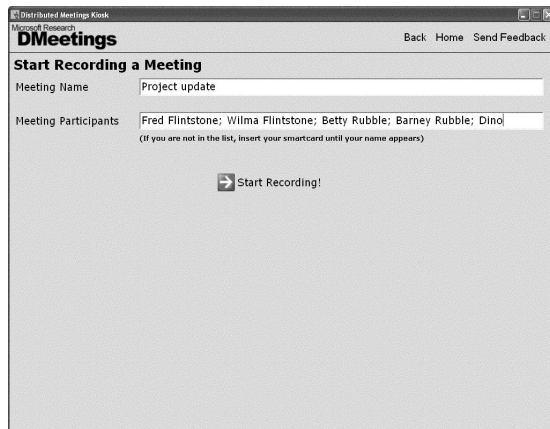 Distributed Meetings Kiosk
Microsoft Research
DMeetings
Back Home Send Feedback
Start Recording a Meeting
Meeting Name Project update
Meeting Participants Fred Flintstone; Wilma Flintstone; Betty Rubble; Barney Rubble; Dino
(If you are not in the list, insert your smartcard until your name appears)
Start Recording!